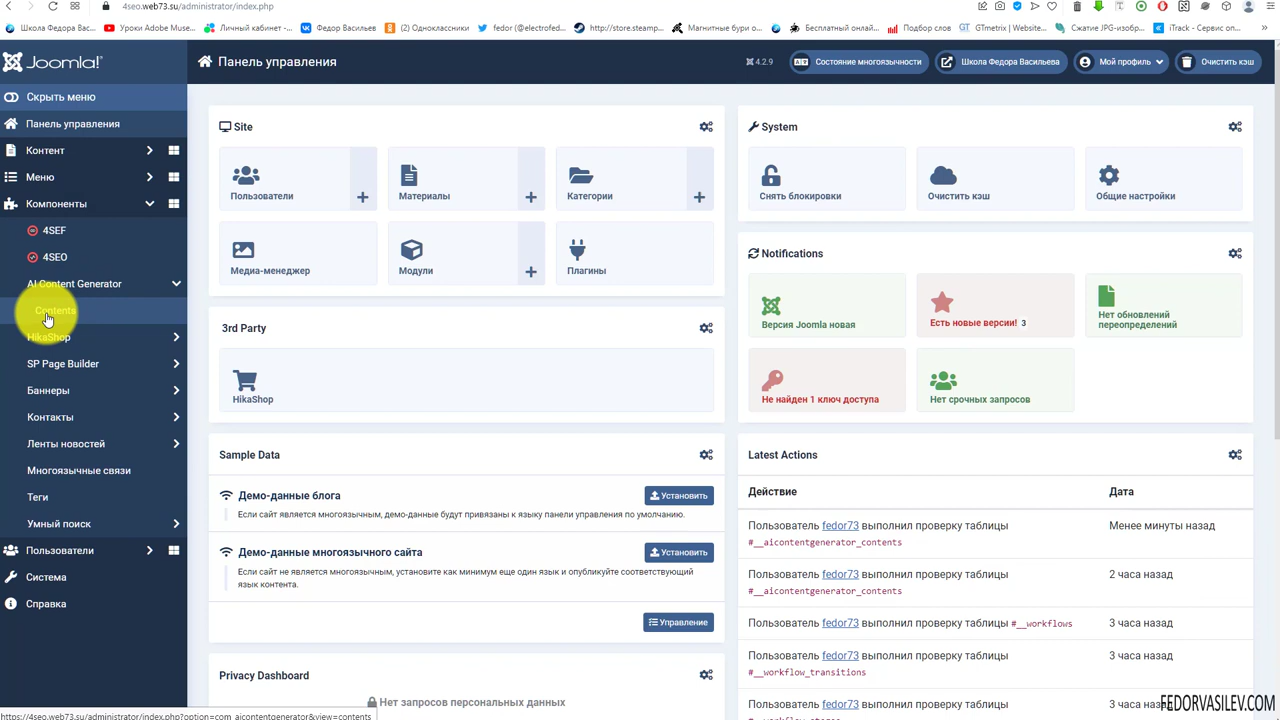 4seo.web73.su/administrator/index.php
Школа Федора Вас...
Уроки Adobe Muse...
Личный кабинет -...
Федор Васильев
(2) Одноклассники
fedor (@electrofed...
http://store.steamp...
Магнитные бури о...
Бесплатный онлай...
Подбор слов
GTmetrix | Website...
Сжатие JPG-изобр...
iTrack - Сервис оп...
Joomla!
Панель управления
4.2.9
Состояние многоязычности
Школа Федора Васильева
Мой профиль
Очистить кэш
Скрыть меню
Панель управления
Контент
Меню
Компоненты
4SEF
4SEO
AI Content Generator
Contents
HikaShop
SP Page Builder
Баннеры
Контакты
Ленты новостей
Многоязычные связи
Теги
Умный поиск
Пользователи
Система
Справка
Site
Пользователи
Материалы
Категории
Медиа-менеджер
Модули
Плагины
3rd Party
HikaShop
Sample Data
Демо-данные блога
Установить
Если сайт является многоязычным, демо-данные будут привязаны к языку панели управления по умолчанию.
Демо-данные многоязычного сайта
Установить
Если сайт не является многоязычным, установите как минимум еще один язык и опубликуйте соответствующий
язык контента.
Управление
Privacy Dashboard
Нет запросов персональных данных
System
Снять блокировки
Очистить кэш
Общие настройки
Notifications
Версия Joomla новая
Есть новые версии! 3
Нет обновлений
переопределений
Не найден 1 ключ доступа
Нет срочных запросов
Latest Actions
Действие
Дата
Пользователь fedor73 выполнил проверку таблицы
#__aicontentgenerator_contents
Менее минуты назад
Пользователь fedor73 выполнил проверку таблицы
#__aicontentgenerator_contents
2 часа назад
Пользователь fedor73 выполнил проверку таблицы #__workflows
3 часа назад
Пользователь fedor73 выполнил проверку таблицы
#__workflow_transitions
3 часа назад
Пользователь fedor73 выполнил проверку таблицы
3 часа назад
https://4seo.web73.su/administrator/index.php?option=com_aicontentgenerator&view=contents
FEDORVASILEV.COM